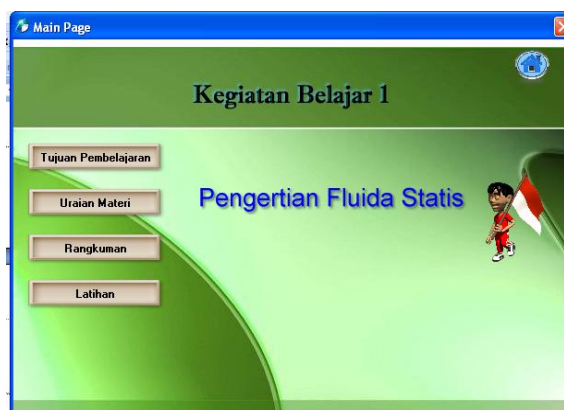 Main Page
Kegiatan Belajar 1
Tujuan Pembelajaran
Uraian Materi
Pengertian Fluida Statis
Rangkuman
Latihan